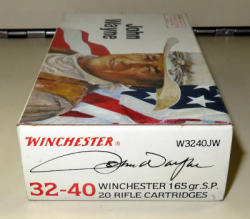 John
Wayne
WINCHESTER® W3240JW
John Wayne
32-40 WINCHESTER 165 gr. S.P.
20 RIFLE CARTRIDGES